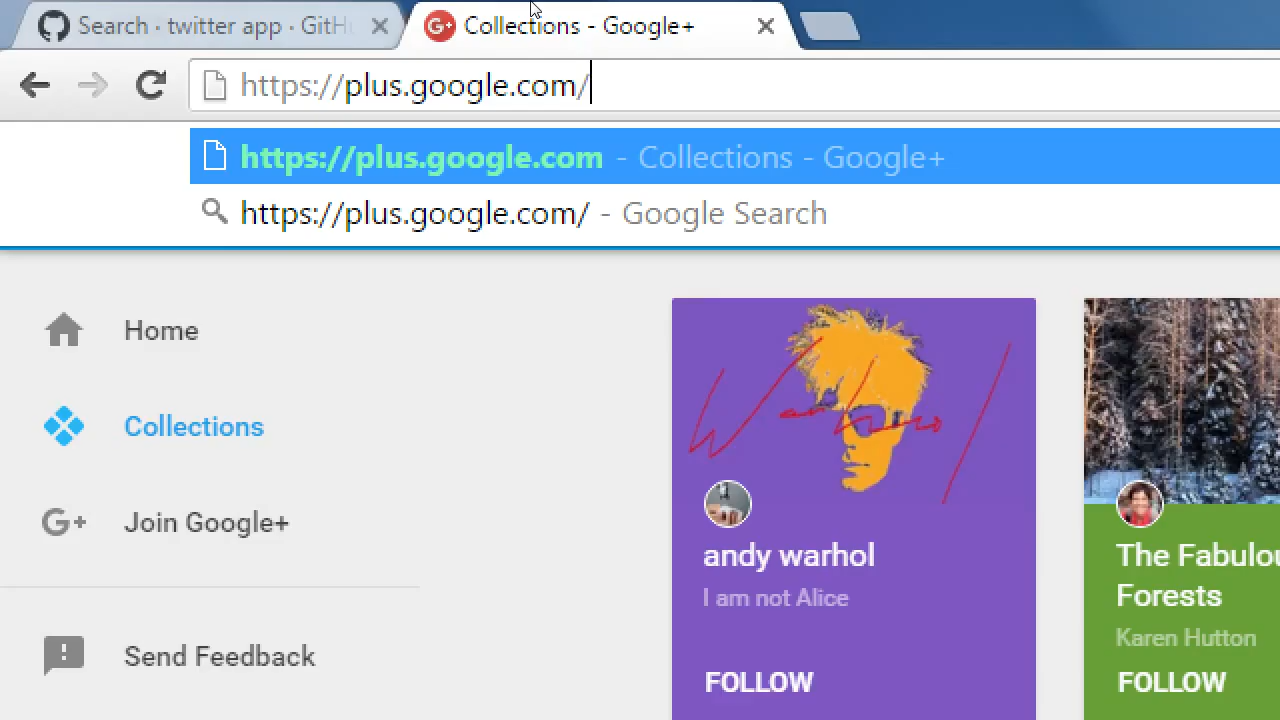 Search · twitter app · GitH
Collections - Google+
https://plus.google.com/
https://plus.google.com - Collections - Google+
https://plus.google.com/ - Google Search
Home
Collections
G+ Join Google+
Send Feedback
Warhol
andy warhol
I am not Alice
FOLLOW
The Fabulou
Forests
Karen Hutton
FOLLOW